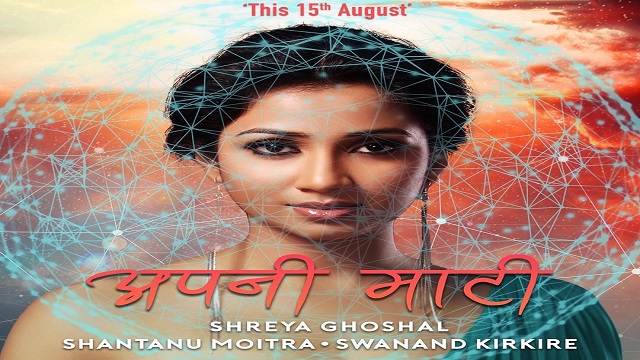 'This 15th August'
अपनी माटी
SHREYA GHOSHAL
SHANTANU MOITRA • SWANAND KIRKIRE